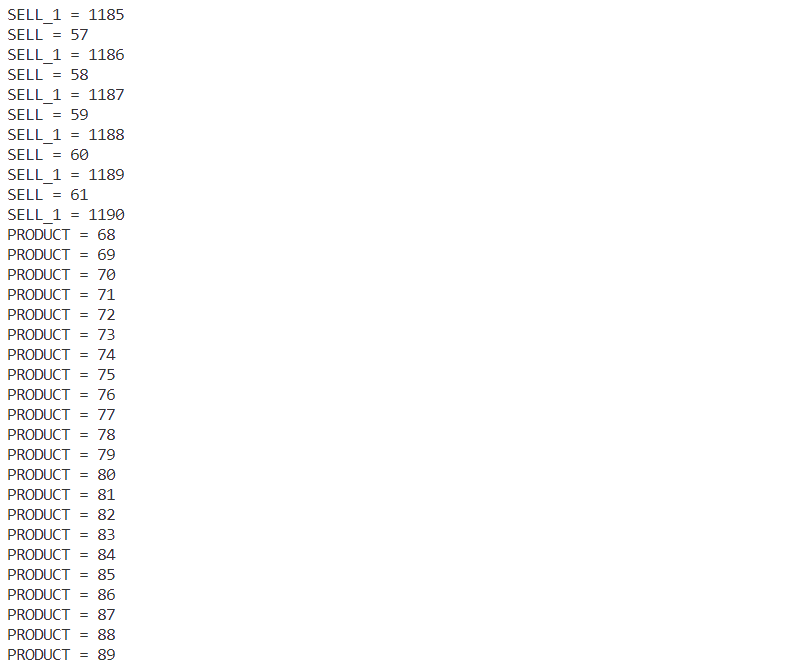 SELL_1 = 1185
SELL = 57
SELL_1 = 1186
SELL = 58
SELL_1 = 1187
SELL = 59
SELL_1 = 1188
SELL = 60
SELL_1 = 1189
SELL = 61
SELL_1 = 1190
PRODUCT = 68
PRODUCT = 69
PRODUCT = 70
PRODUCT = 71
PRODUCT = 72
PRODUCT = 73
PRODUCT = 74
PRODUCT = 75
PRODUCT = 76
PRODUCT = 77
PRODUCT = 78
PRODUCT = 79
PRODUCT = 80
PRODUCT = 81
PRODUCT = 82
PRODUCT = 83
PRODUCT = 84
PRODUCT = 85
PRODUCT = 86
PRODUCT = 87
PRODUCT = 88
PRODUCT = 89